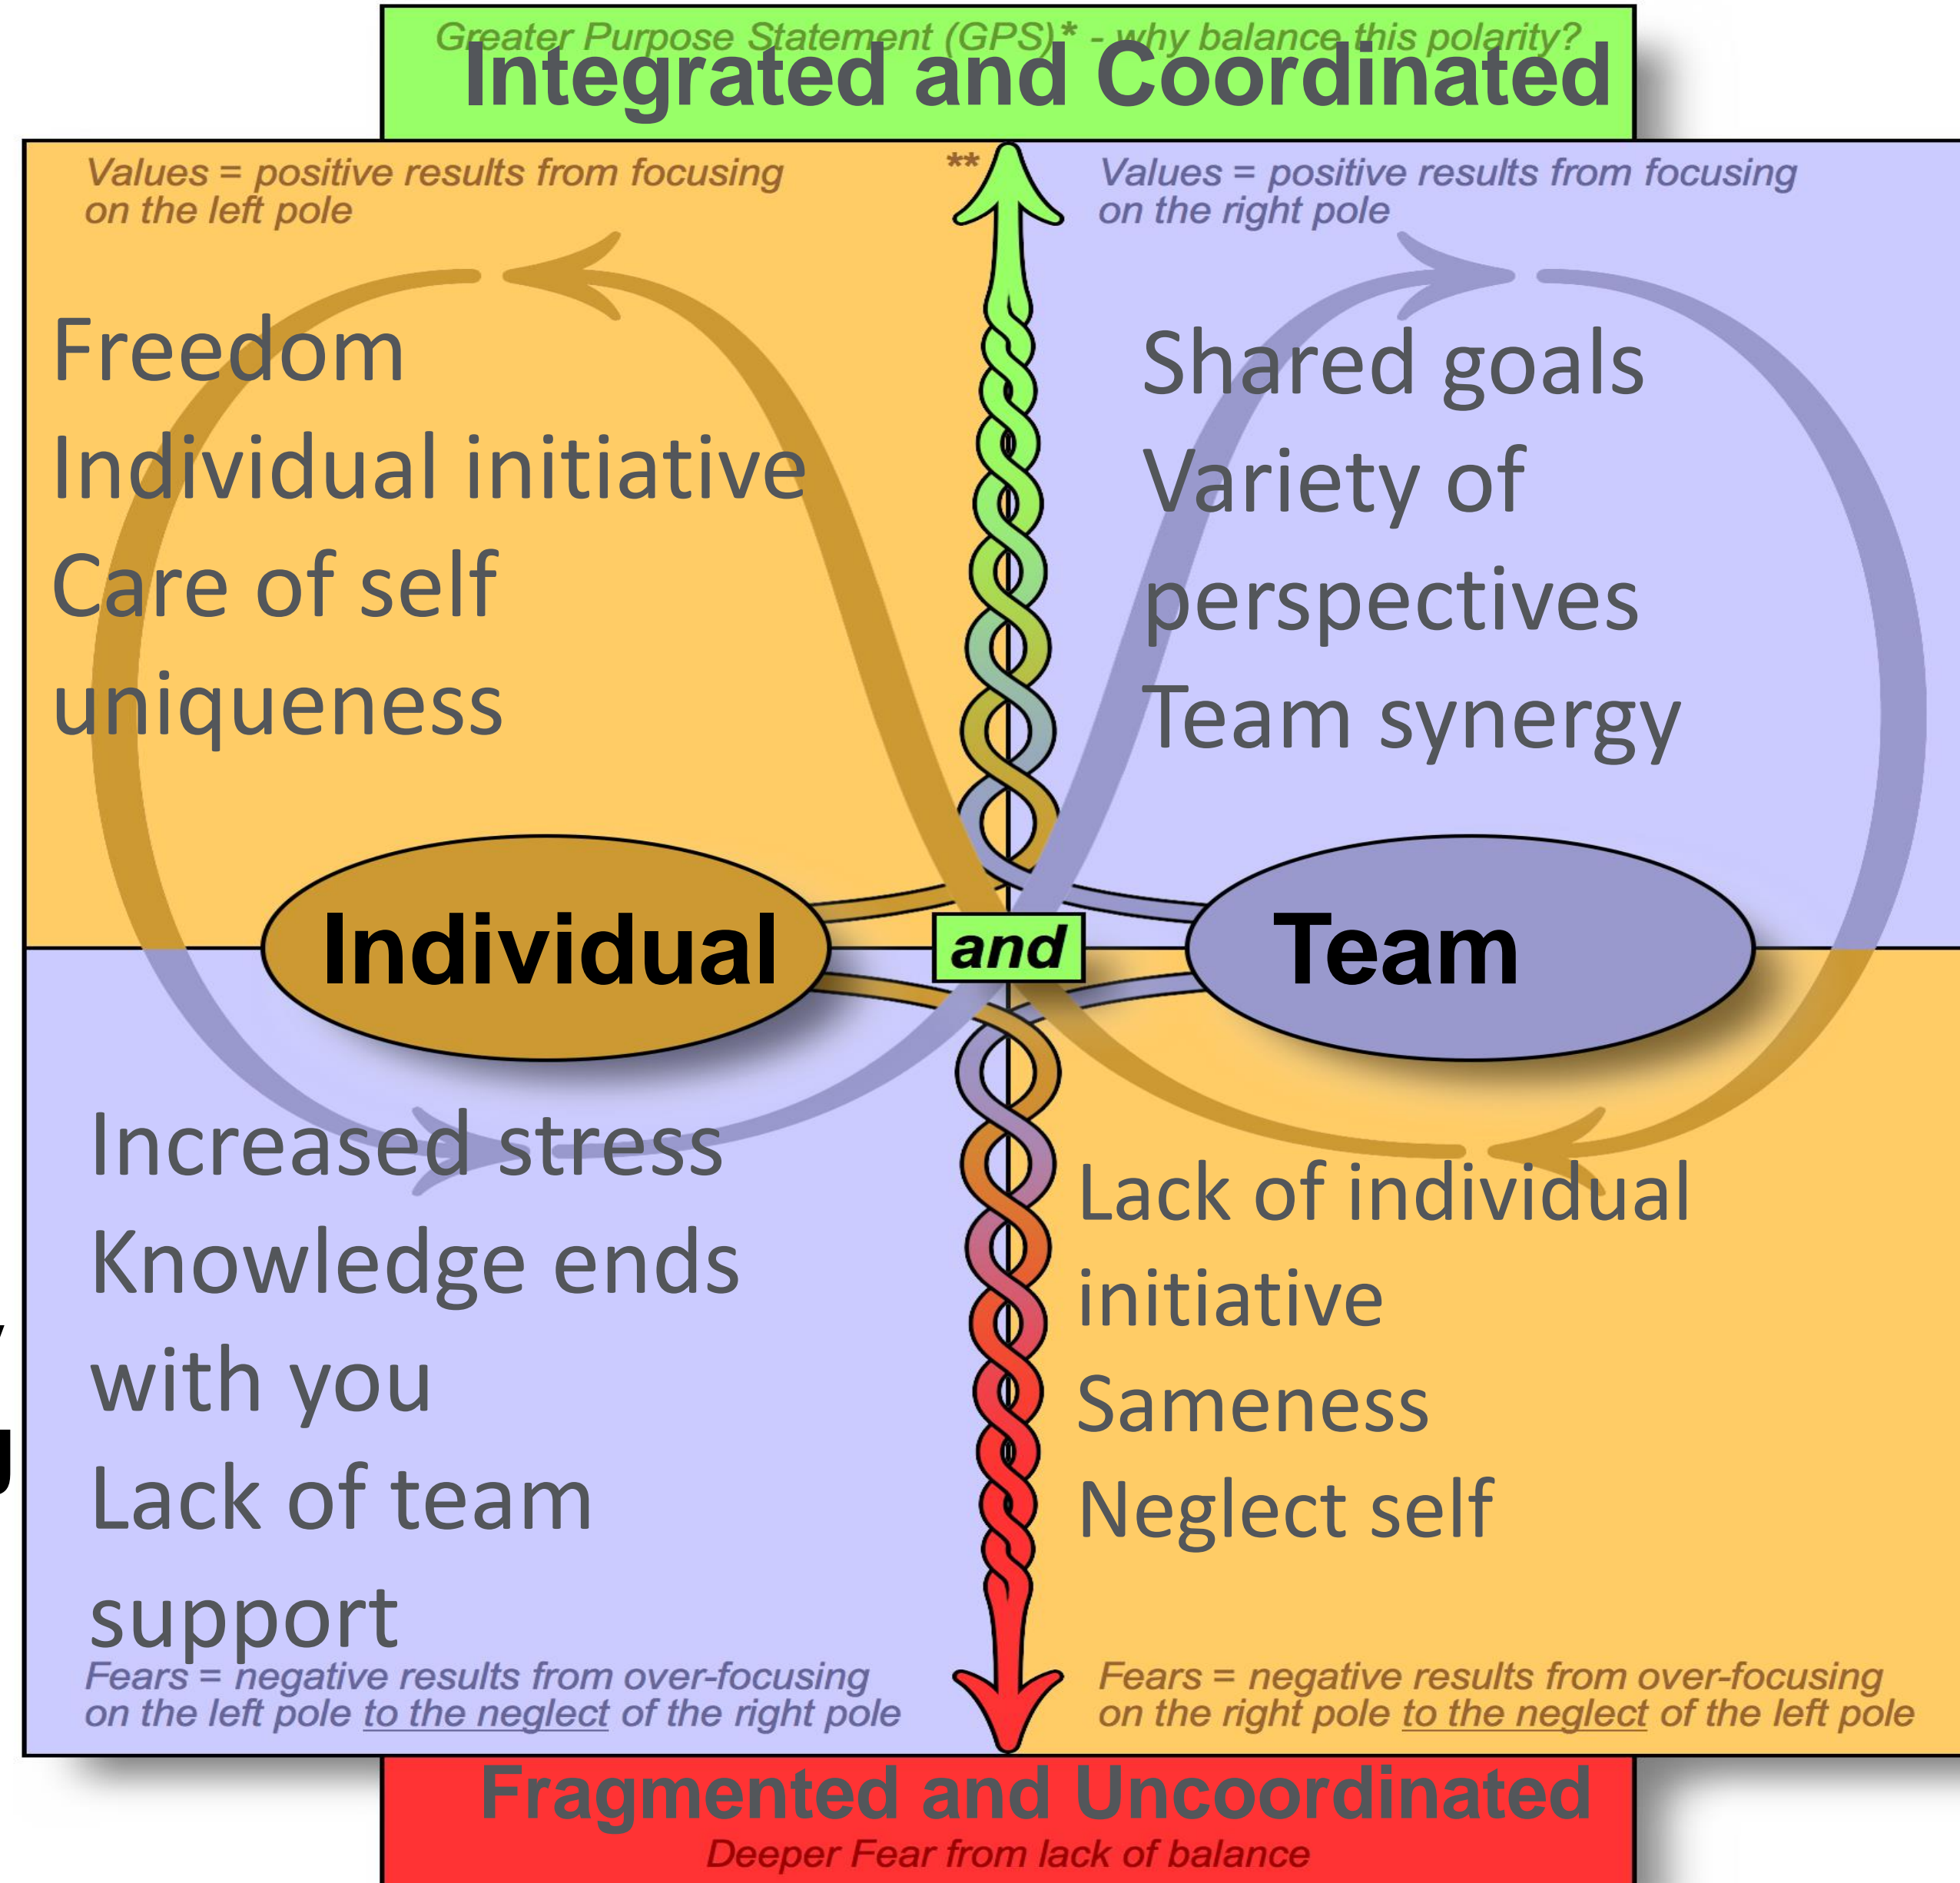 Greater Purpose Statement (GPS)* - why balance this polarity?
Integrated and Coordinated
Values = positive results from focusing
on the left pole
**
Values = positive results from focusing
on the right pole
Freedom
Individual initiative
Care of self
uniqueness
Shared goals
Variety of
perspectives
Team synergy
Individual
and
Team
Increased stress
Knowledge ends
with you
Lack of team
support
Lack of individual
initiative
Sameness
Neglect self
Fears = negative results from over-focusing
on the left pole to the neglect of the right pole
Fears = negative results from over-focusing
on the right pole to the neglect of the left pole
Fragmented and Uncoordinated
Deeper Fear from lack of balance